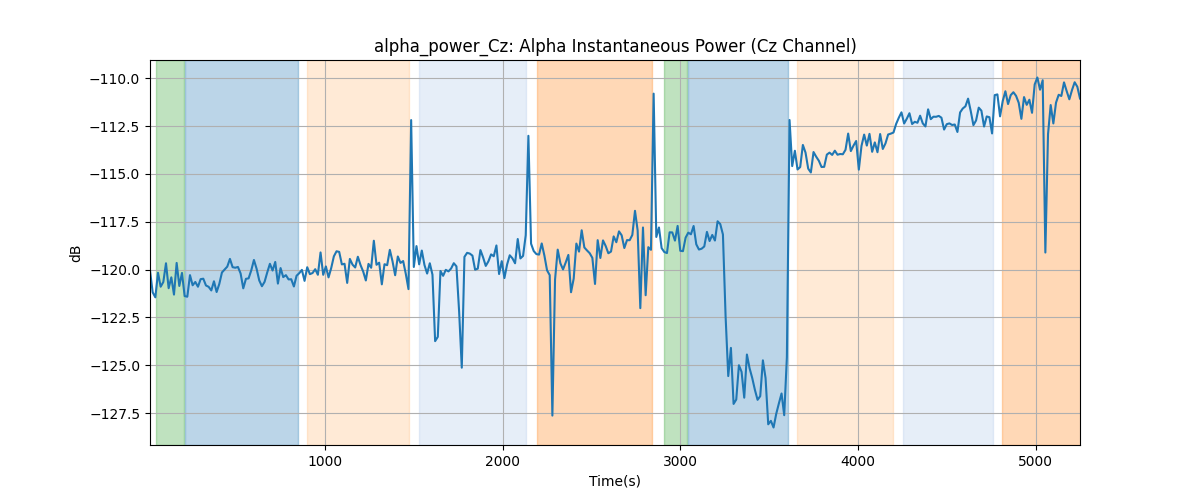 alpha_power_Cz: Alpha Instantaneous Power (Cz Channel)
dB
−110.0
−112.5
−115.0
−117.5
−120.0
−122.5
−125.0
−127.5
1000 2000 3000 4000 5000
Time(s)